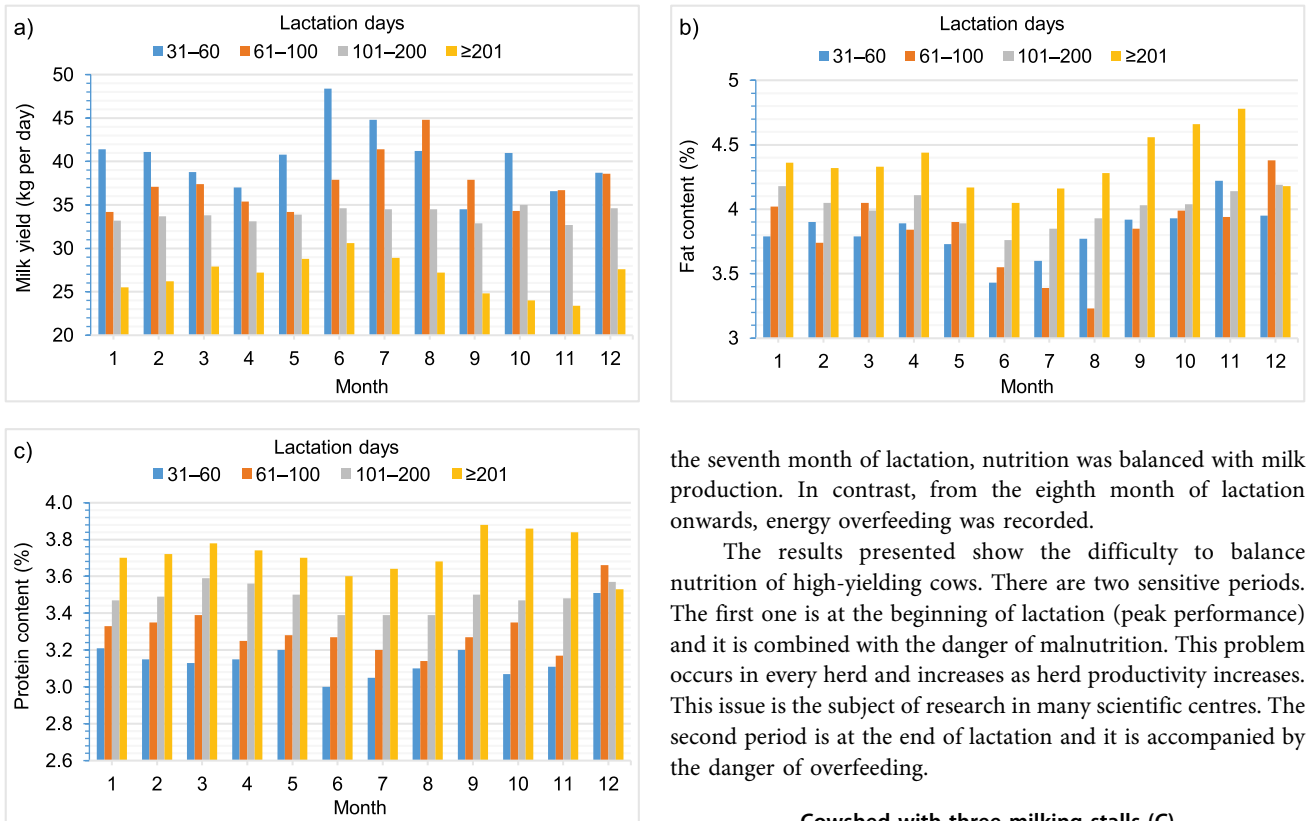 a)
Lactation days
31–60 61–100 101–200 ≥201
Milk yield (kg per day)
50
45
40
35
30
25
20
1 2 3 4 5 6 7 8 9 10 11 12
Month
b)
Lactation days
31–60 61–100 101–200 ≥201
Fat content (%)
5
4.5
4
3.5
3
1 2 3 4 5 6 7 8 9 10 11 12
Month
c)
Lactation days
31–60 61–100 101–200 ≥201
Protein content (%)
4.0
3.8
3.6
3.4
3.2
3.0
2.8
2.6
1 2 3 4 5 6 7 8 9 10 11 12
Month
the seventh month of lactation, nutrition was balanced with milk
production. In contrast, from the eighth month of lactation
onwards, energy overfeeding was recorded.
The results presented show the difficulty to balance
nutrition of high-yielding cows. There are two sensitive periods.
The first one is at the beginning of lactation (peak performance)
and it is combined with the danger of malnutrition. This problem
occurs in every herd and increases as herd productivity increases.
This issue is the subject of research in many scientific centres. The
second period is at the end of lactation and it is accompanied by
the danger of overfeeding.
Cowshed with three milking stalls (C)